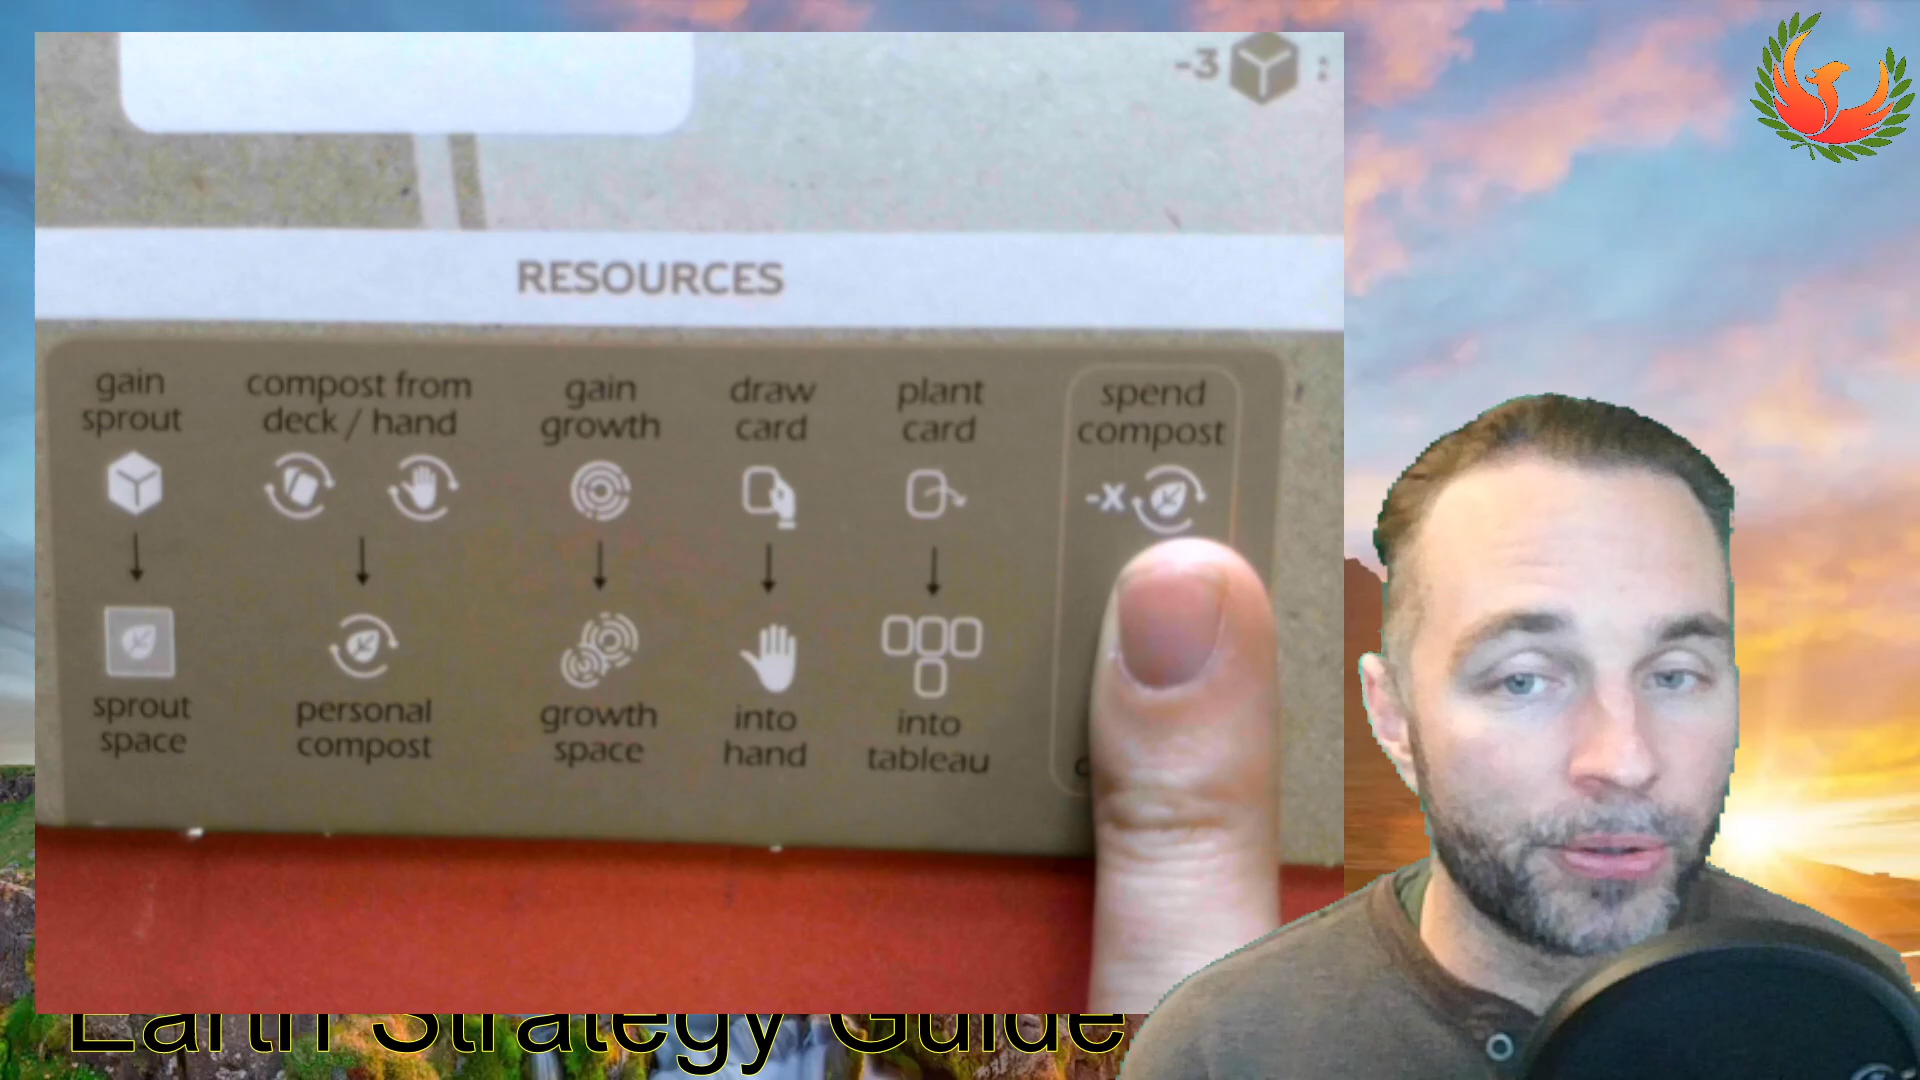 -3 :
RESOURCES
gain
sprout
compost from
deck / hand
gain
growth
draw
card
plant
card
spend
compost
-X
sprout
space
personal
compost
growth
space
into
hand
into
tableau
Earth Strategy Guide